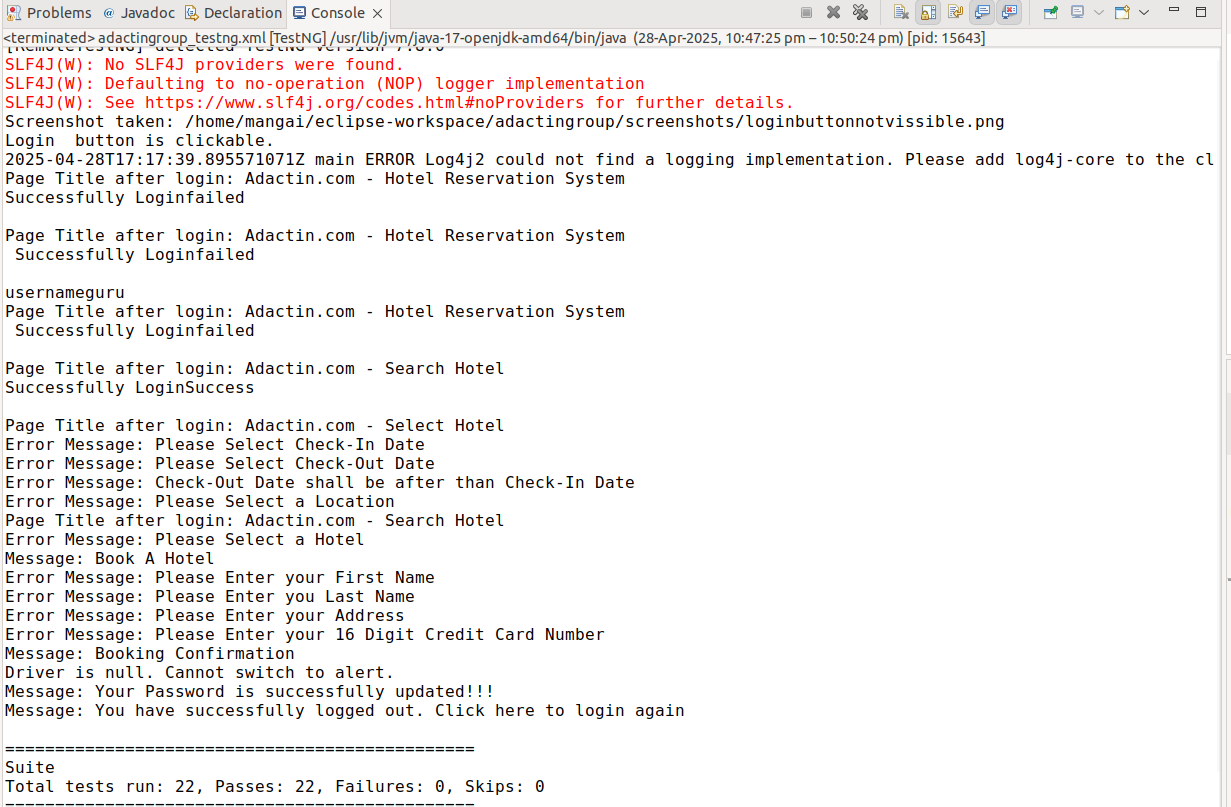 Problems @ Javadoc Declaration Console
<terminated> adactingroup_testng.xml [TestNG] /usr/lib/jvm/java-17-openjdk-amd64/bin/java (28-Apr-2025, 10:47:25 pm – 10:50:24 pm) [pid: 15643]
[RemoteTestNG] detected TestNG version 7.8.0
SLF4J(W): No SLF4J providers were found.
SLF4J(W): Defaulting to no-operation (NOP) logger implementation
SLF4J(W): See https://www.slf4j.org/codes.html#noProviders for further details.
Screenshot taken: /home/mangai/eclipse-workspace/adactingroup/screenshots/loginbuttonnotvissible.png
Login  button is clickable.
2025-04-28T17:17:39.895571071Z main ERROR Log4j2 could not find a logging implementation. Please add log4j-core to the cl
Page Title after login: Adactin.com - Hotel Reservation System
Successfully Loginfailed
Page Title after login: Adactin.com - Hotel Reservation System
 Successfully Loginfailed
usernameguru
Page Title after login: Adactin.com - Hotel Reservation System
 Successfully Loginfailed
Page Title after login: Adactin.com - Search Hotel
Successfully LoginSuccess
Page Title after login: Adactin.com - Select Hotel
Error Message: Please Select Check-In Date
Error Message: Please Select Check-Out Date
Error Message: Check-Out Date shall be after than Check-In Date
Error Message: Please Select a Location
Page Title after login: Adactin.com - Search Hotel
Error Message: Please Select a Hotel
Message: Book A Hotel
Error Message: Please Enter your First Name
Error Message: Please Enter you Last Name
Error Message: Please Enter your Address
Error Message: Please Enter your 16 Digit Credit Card Number
Message: Booking Confirmation
Driver is null. Cannot switch to alert.
Message: Your Password is successfully updated!!!
Message: You have successfully logged out. Click here to login again
===============================================
Suite
Total tests run: 22, Passes: 22, Failures: 0, Skips: 0
===============================================